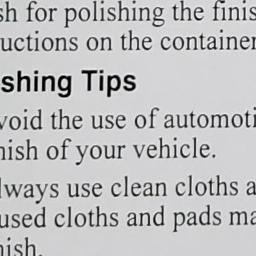 sh for polishing the finis
uctions on the container
shing Tips
void the use of automoti
nish of your vehicle.
lways use clean cloths a
used cloths and pads ma
nish.